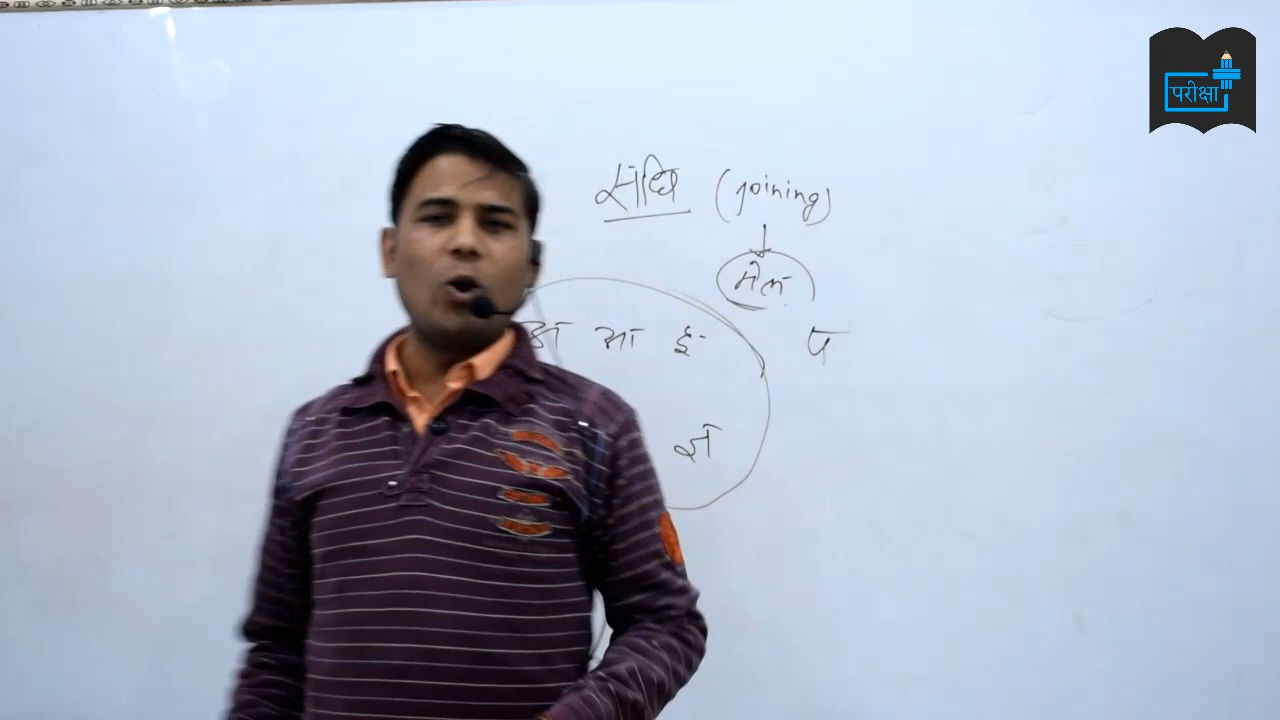 परीक्षा
संधि (joining)
मेल
अ आ इ
प
ज्ञ